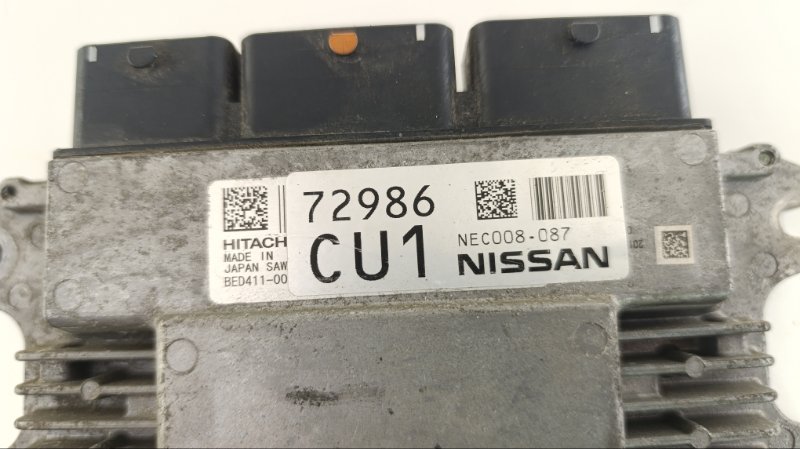 72986
CU1
NEC008-087
NISSAN
HITACH
MADE IN
JAPAN SAW
BED411-00